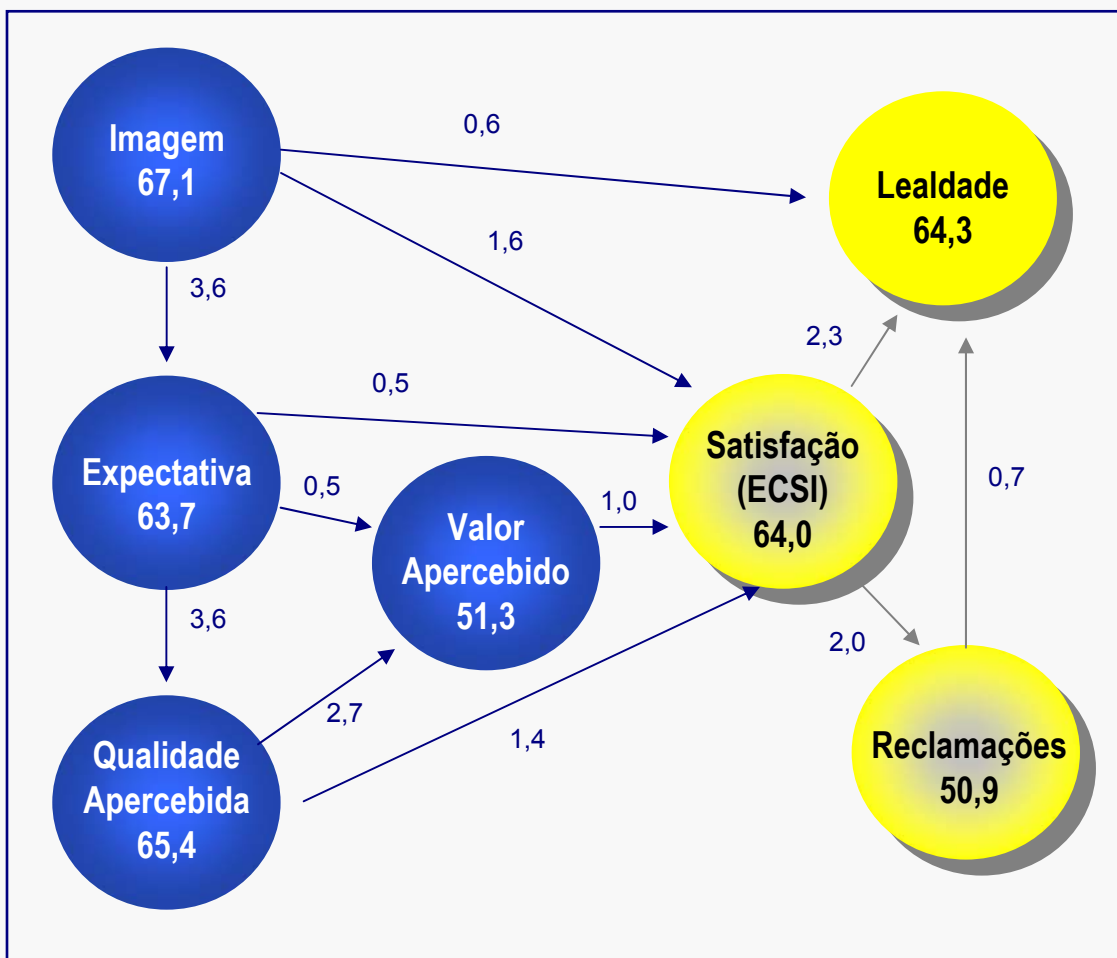 Imagem
67,1
0,6
Lealdade
64,3
1,6
3,6
2,3
0,5
Expectativa
63,7
0,5
Valor
Apercebido
51,3
1,0
Satisfação
(ECSI)
64,0
0,7
3,6
2,0
2,7
1,4
Qualidade
Apercebida
65,4
Reclamações
50,9